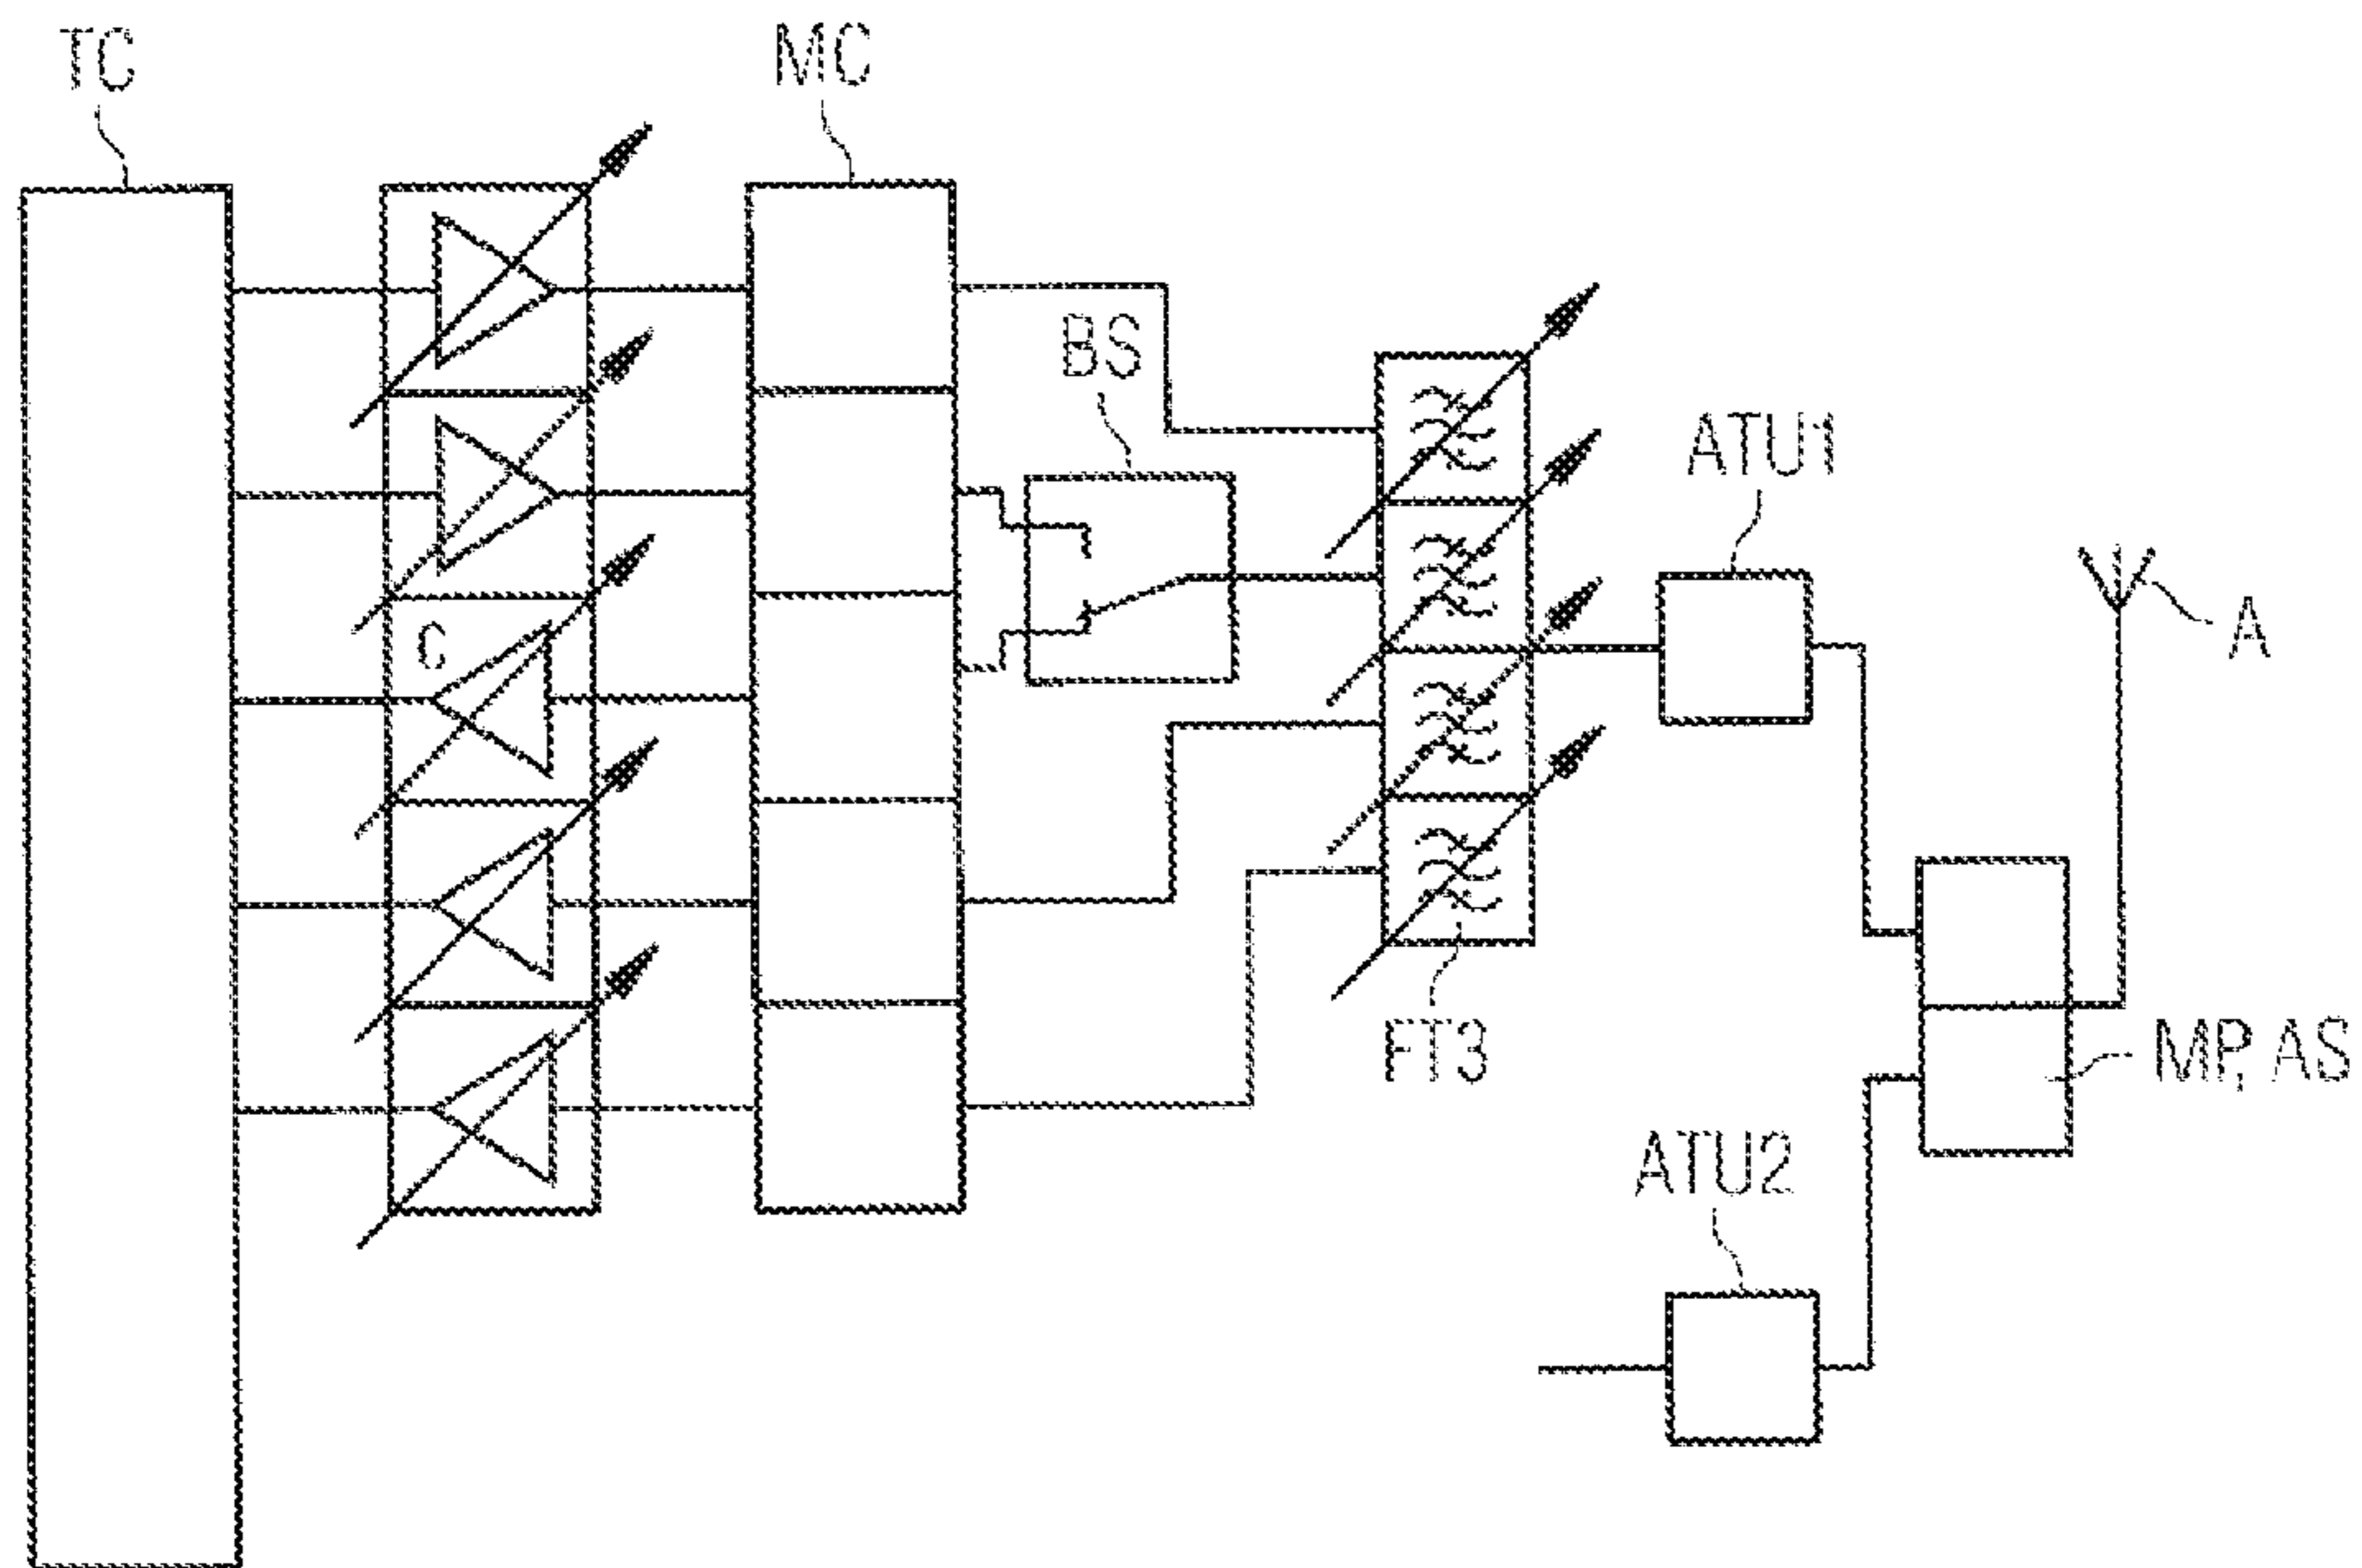 TC
MC
BS
ATU1
A
C
FT3
MP, AS
ATU2